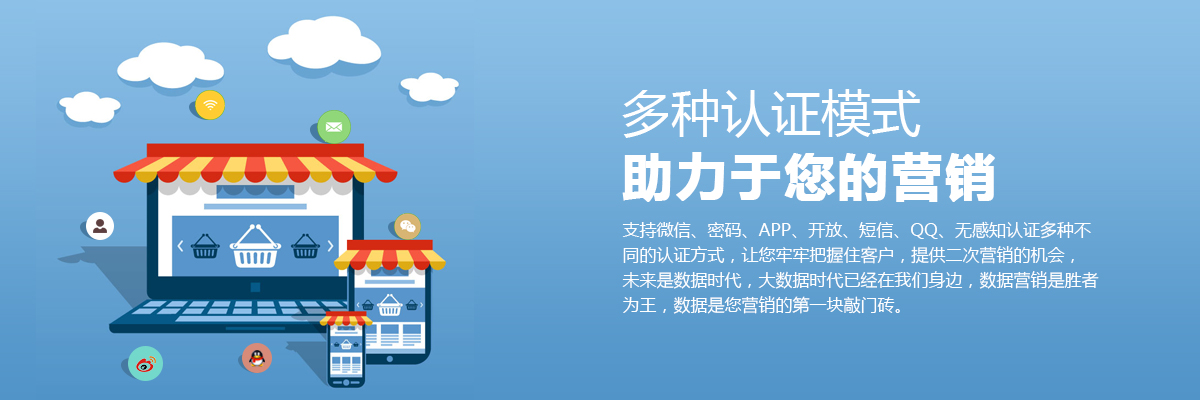 多种认证模式
助力于您的营销
支持微信、密码、APP、开放、短信、QQ、无感知认证多种不
同的认证方式，让您牢牢把握住客户，提供二次营销的机会，
未来是数据时代，大数据时代已经在我们身边，数据营销是胜者
为王，数据是您营销的第一块敲门砖。